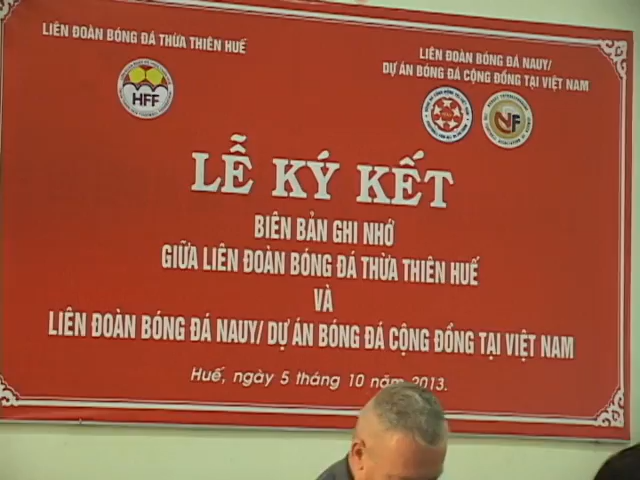 LIÊN ĐOÀN BÓNG ĐÁ THỪA THIÊN HUẾ
LIÊN ĐOÀN BÓNG ĐÁ NAUY/
DỰ ÁN BÓNG ĐÁ CỘNG ĐỒNG TẠI VIỆT NAM
HFF
LỄ KÝ KẾT
BIÊN BẢN GHI NHỚ
GIỮA LIÊN ĐOÀN BÓNG ĐÁ THỪA THIÊN HUẾ
VÀ
LIÊN ĐOÀN BÓNG ĐÁ NAUY/ DỰ ÁN BÓNG ĐÁ CỘNG ĐỒNG TẠI VIỆT NAM
Huế, ngày 5 tháng 10 năm 2013.